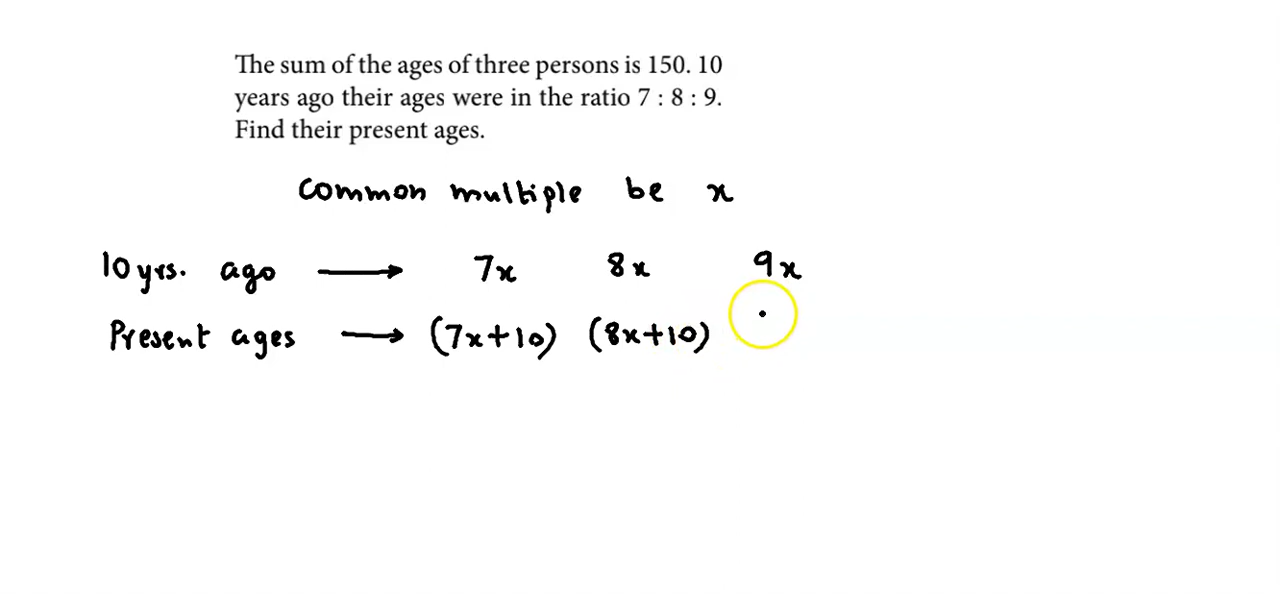 The sum of the ages of three persons is 150. 10
years ago their ages were in the ratio 7 : 8 : 9.
Find their present ages.
Common multiple be x
10 yrs. ago ⟶ 7x 8x 9x
Present ages ⟶ (7x+10) (8x+10)